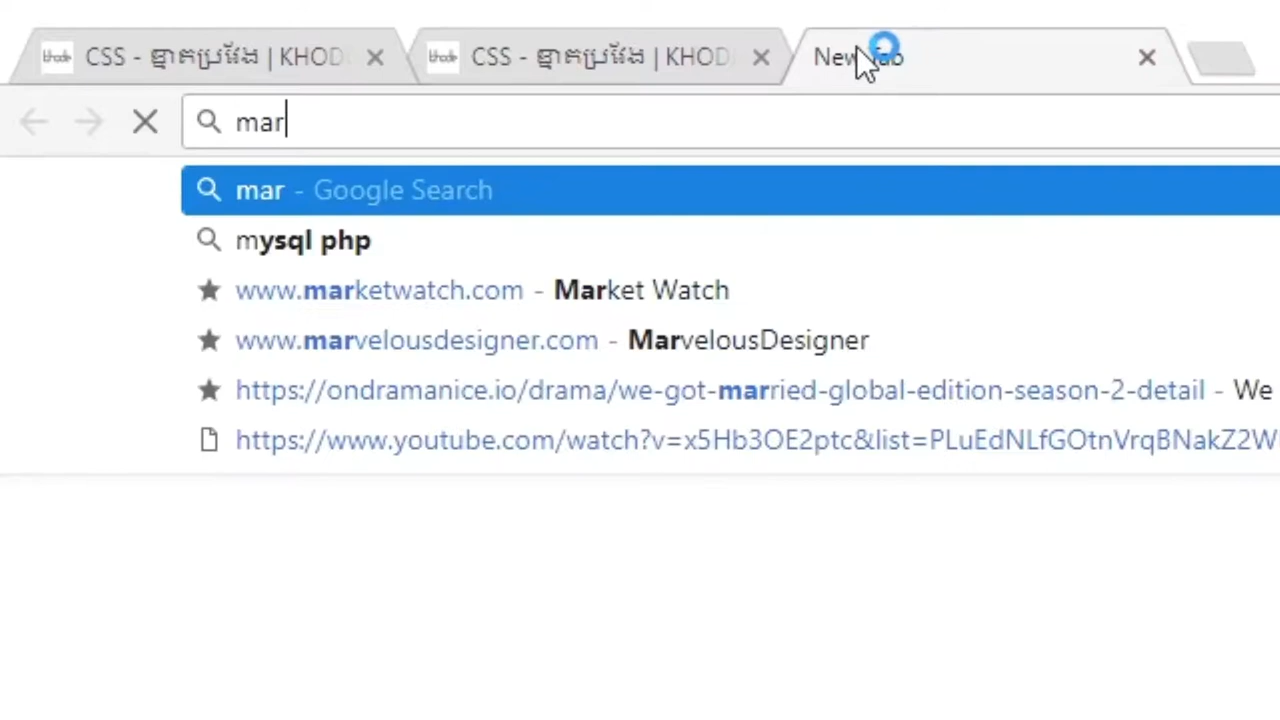 CSS - ខ្នាតប្រវែង | KHOD
CSS - ខ្នាតប្រវែង | KHOD
New Tab
mar
mar - Google Search
mysql php
www.marketwatch.com - Market Watch
www.marvelousdesigner.com - MarvelousDesigner
https://ondramanice.io/drama/we-got-married-global-edition-season-2-detail - We
https://www.youtube.com/watch?v=x5Hb3OE2ptc&list=PLuEdNLfGOtnVrqBNakZ2W